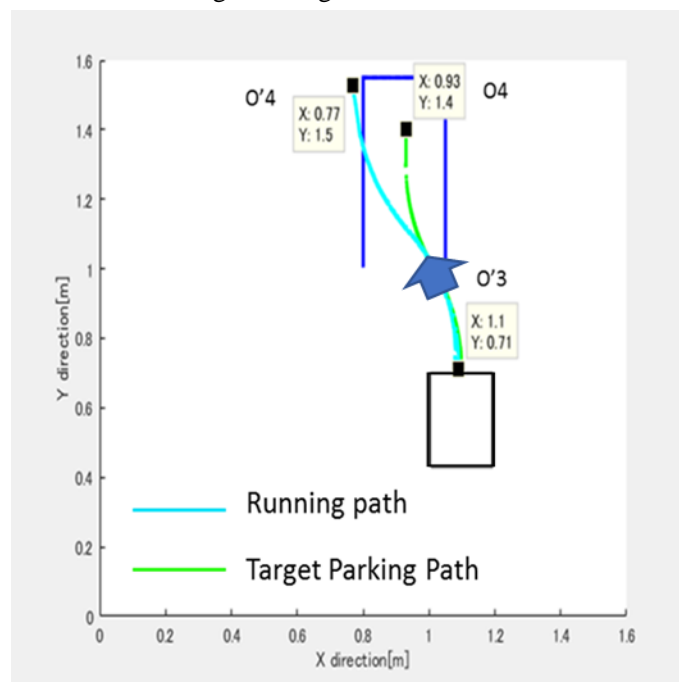 1.6
1.4
1.2
1
0.8
0.6
0.4
0.2
0
Y direction[m]
O'4
X: 0.77
Y: 1.5
X: 0.93
Y: 1.4
O4
O'3
X: 1.1
Y: 0.71
Running path
Target Parking Path
0 0.2 0.4 0.6 0.8 1 1.2 1.4 1.6
X direction[m]